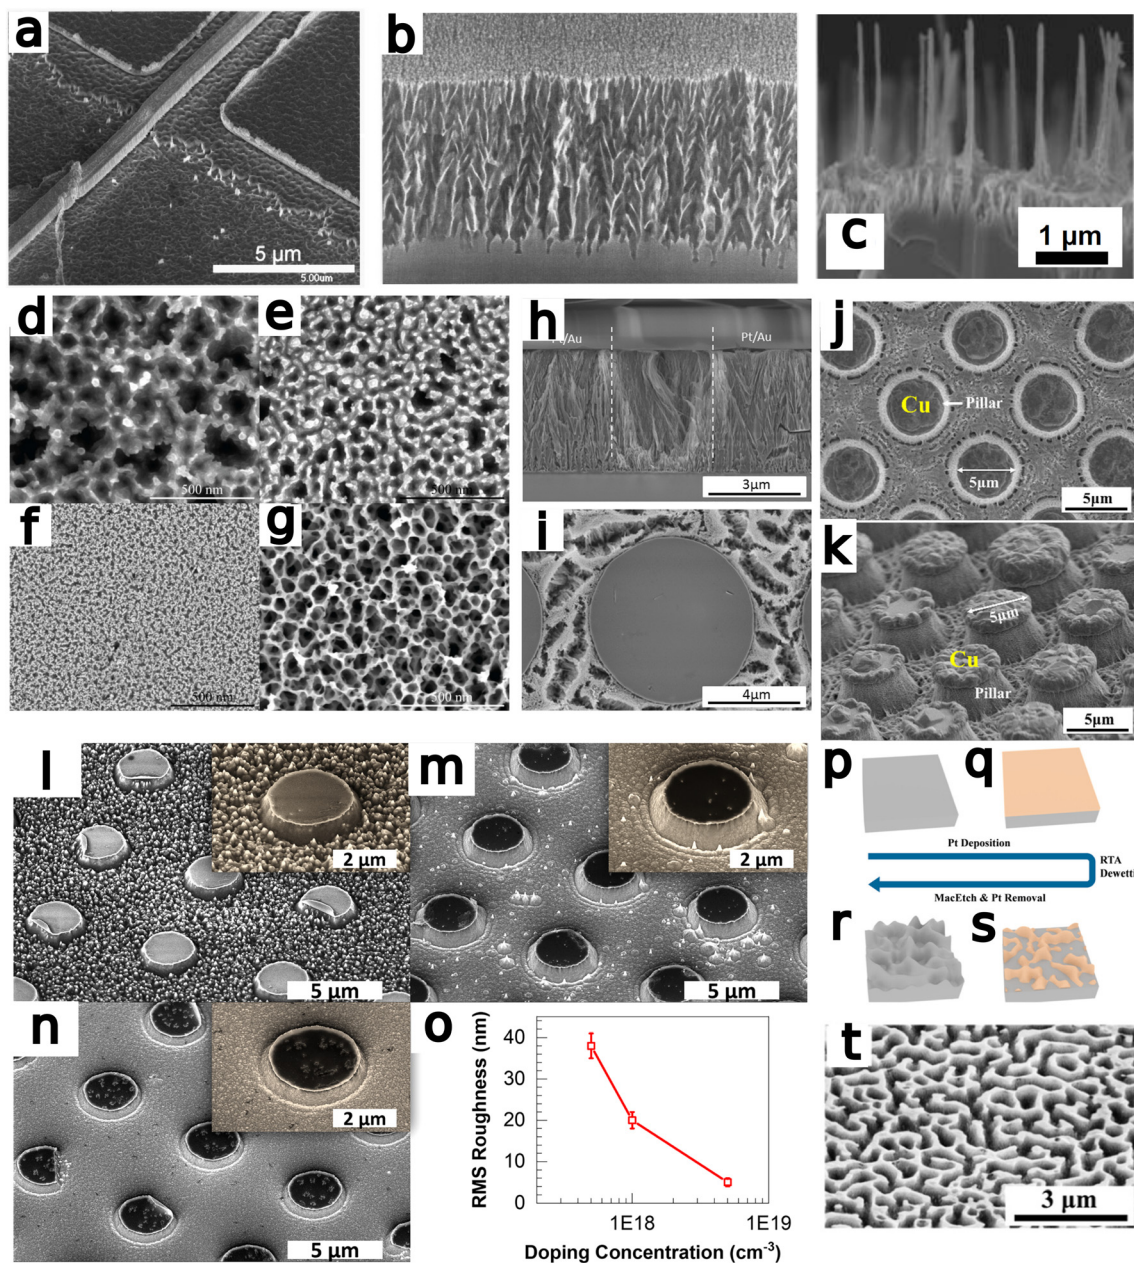 a
5 μm
5.00um
b
c
1 μm
d
500 nm
e
500 nm
f
500 nm
g
500 nm
h
Pt/Au
Pt/Au
3μm
i
4μm
j
Cu
Pillar
5μm
5μm
k
5μm
Cu
Pillar
5μm
l
2 μm
5 μm
m
2 μm
5 μm
n
2 μm
5 μm
o
RMS Roughness (nm)
40
30
20
10
0
1E18
1E19
Doping Concentration (cm⁻³)
p
q
Pt Deposition
RTA
Dewetti
MacEtch & Pt Removal
r
s
t
3 μm